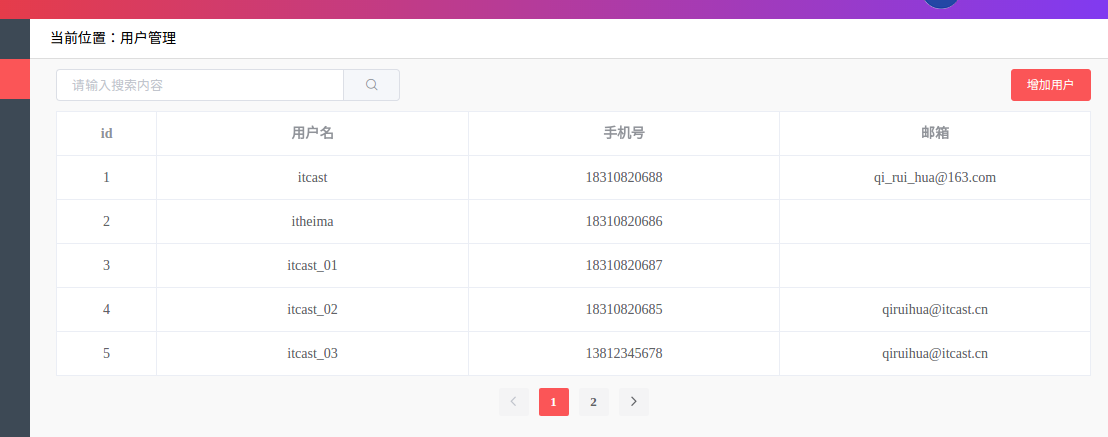 当前位置：用户管理
请输入搜索内容
增加用户
id 用户名 手机号 邮箱
1 itcast 18310820688 qi_rui_hua@163.com
2 itheima 18310820686
3 itcast_01 18310820687
4 itcast_02 18310820685 qiruihua@itcast.cn
5 itcast_03 13812345678 qiruihua@itcast.cn
1 2